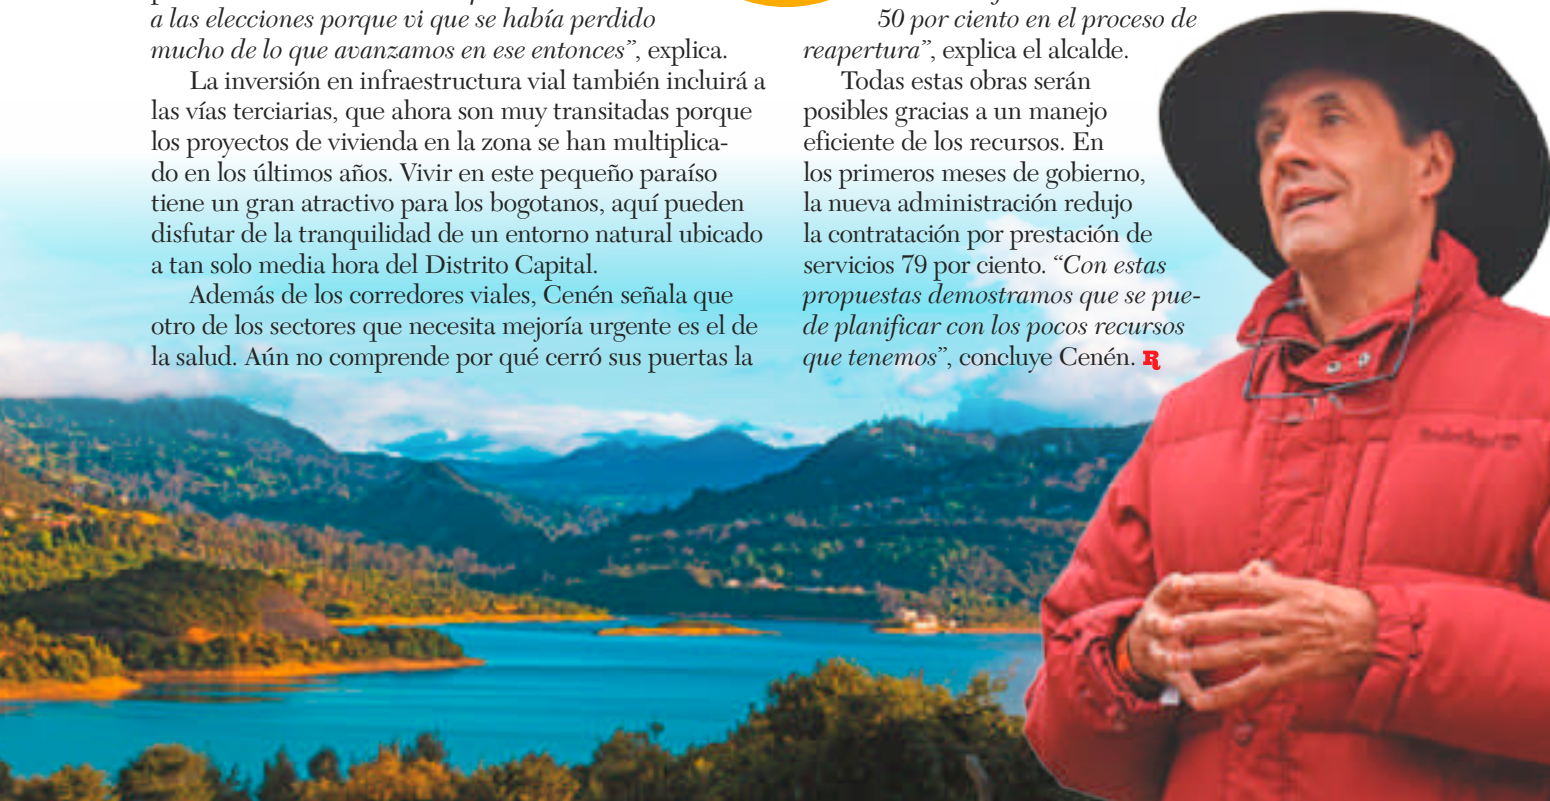 a las elecciones porque vi que se había perdido
mucho de lo que avanzamos en ese entonces”, explica.
La inversión en infraestructura vial también incluirá a
las vías terciarias, que ahora son muy transitadas porque
los proyectos de vivienda en la zona se han multiplica-
do en los últimos años. Vivir en este pequeño paraíso
tiene un gran atractivo para los bogotanos, aquí pueden
disfutar de la tranquilidad de un entorno natural ubicado
a tan solo media hora del Distrito Capital.
Además de los corredores viales, Cenén señala que
otro de los sectores que necesita mejoría urgente es el de
la salud. Aún no comprende por qué cerró sus puertas la
50 por ciento en el proceso de
reapertura”, explica el alcalde.
Todas estas obras serán
posibles gracias a un manejo
eficiente de los recursos. En
los primeros meses de gobierno,
la nueva administración redujo
la contratación por prestación de
servicios 79 por ciento. “Con estas
propuestas demostramos que se pue-
de planificar con los pocos recursos
que tenemos”, concluye Cenén. R